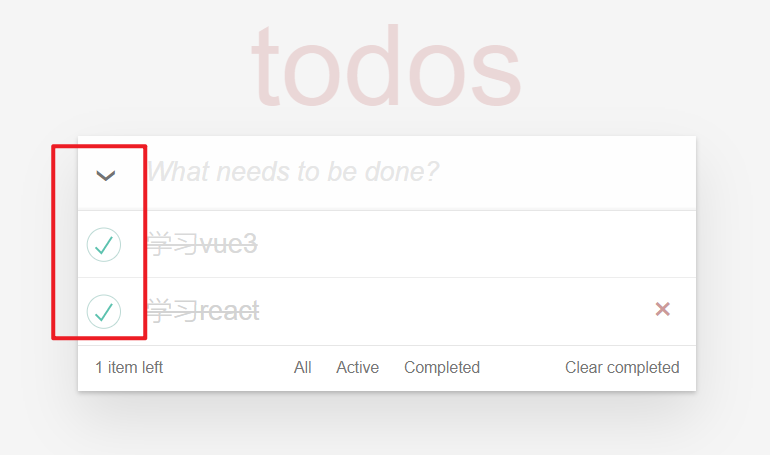 todos
What needs to be done?
学习vue3
学习react
1 item left All Active Completed Clear completed